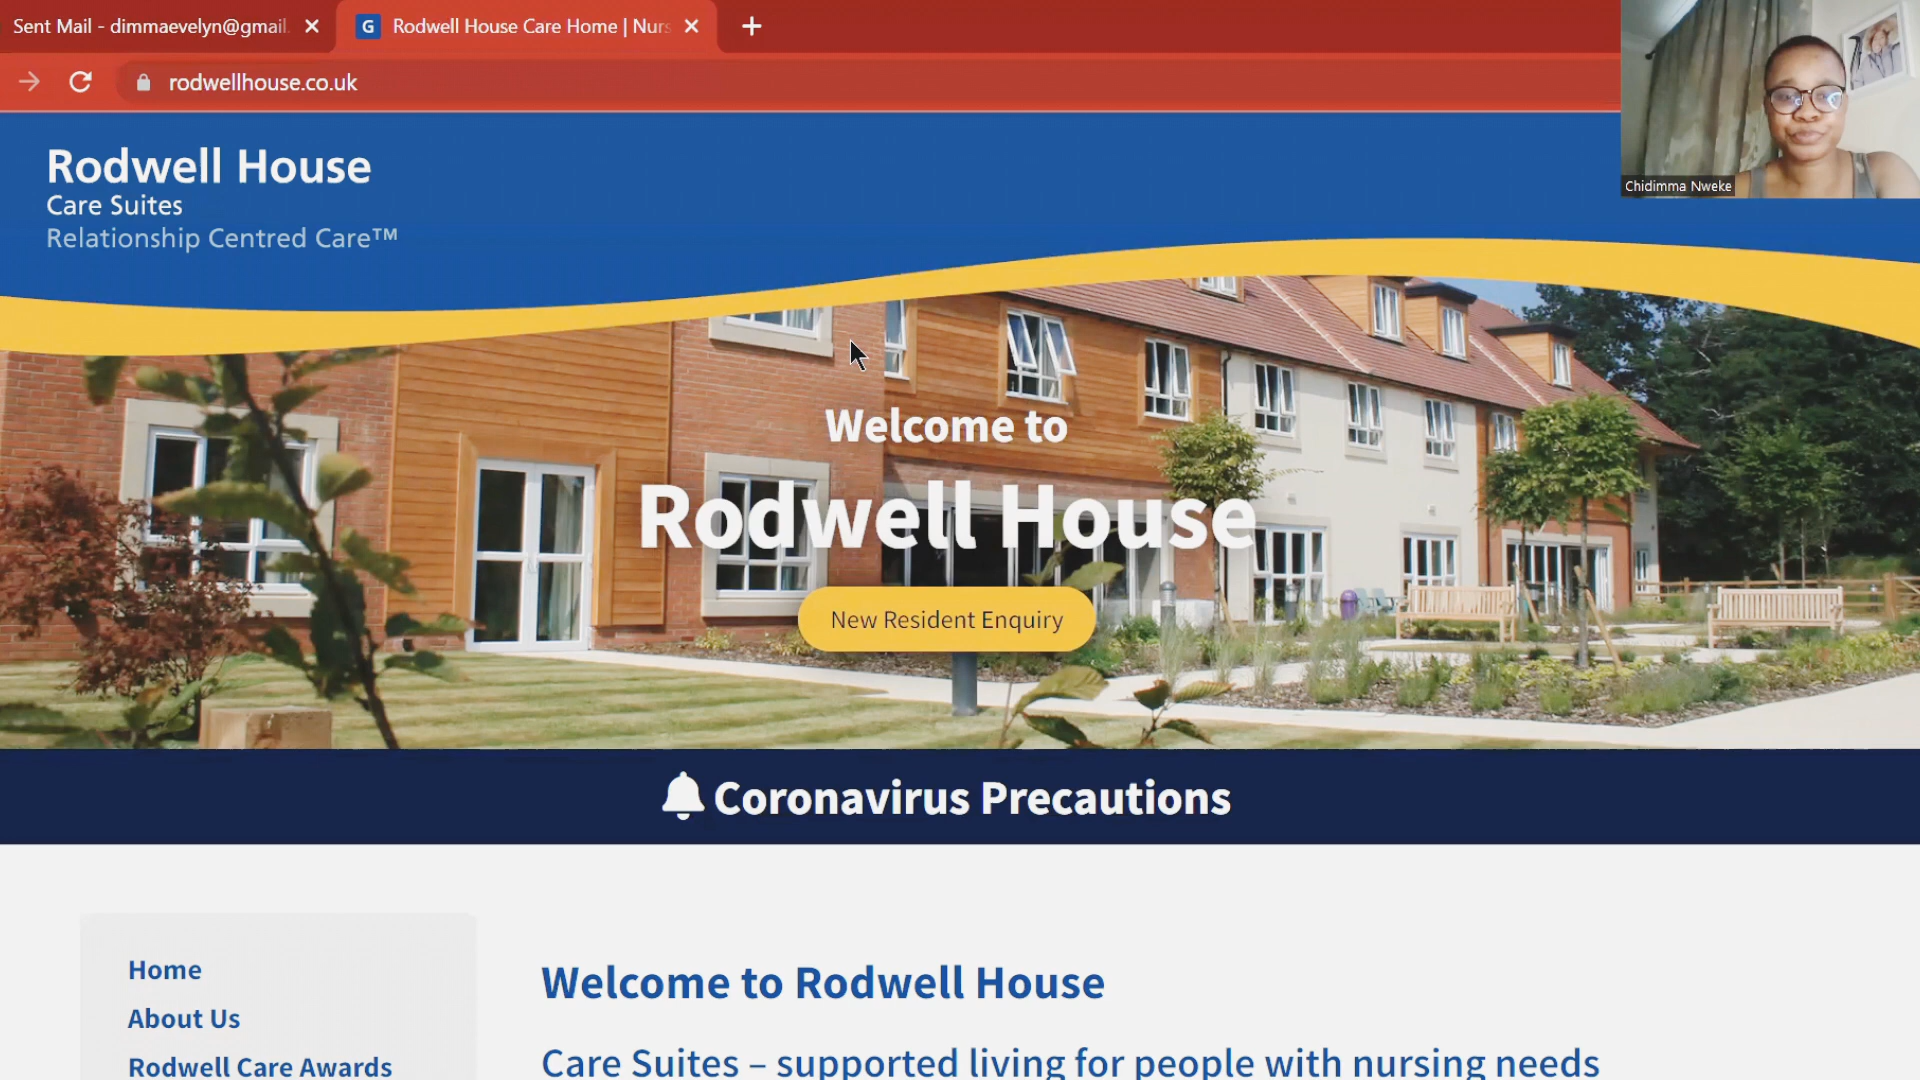 Sent Mail - dimmaevelyn@gmail.
Rodwell House Care Home | Nurs
rodwellhouse.co.uk
Chidimma Nweke
Rodwell House
Care Suites
Relationship Centred Care™
Welcome to
Rodwell House
New Resident Enquiry
Coronavirus Precautions
Home
About Us
Rodwell Care Awards
Welcome to Rodwell House
Care Suites – supported living for people with nursing needs